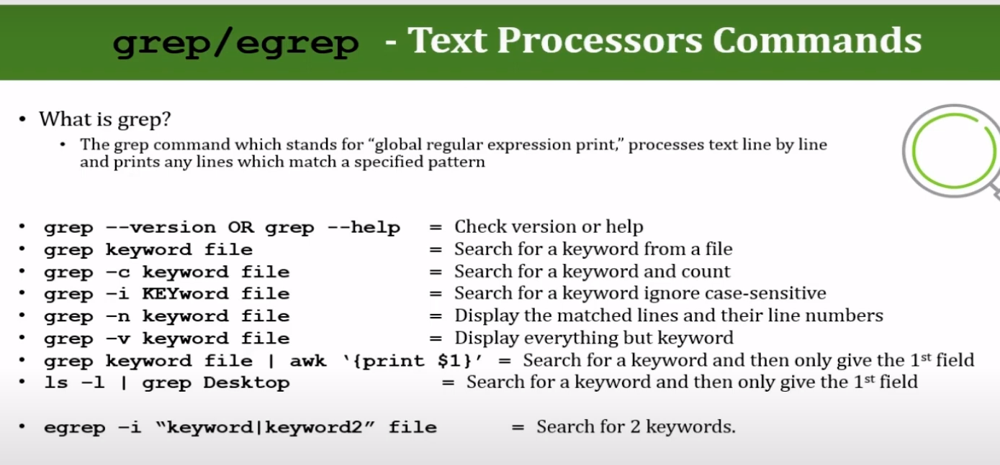 grep/egrep - Text Processors Commands
• What is grep?
• The grep command which stands for “global regular expression print,” processes text line by line
and prints any lines which match a specified pattern
• grep --version OR grep --help = Check version or help
• grep keyword file = Search for a keyword from a file
• grep -c keyword file = Search for a keyword and count
• grep -i KEYword file = Search for a keyword ignore case-sensitive
• grep -n keyword file = Display the matched lines and their line numbers
• grep -v keyword file = Display everything but keyword
• grep keyword file | awk ‘{print $1}’ = Search for a keyword and then only give the 1st field
• ls -l | grep Desktop = Search for a keyword and then only give the 1st field
• egrep -i “keyword|keyword2” file = Search for 2 keywords.